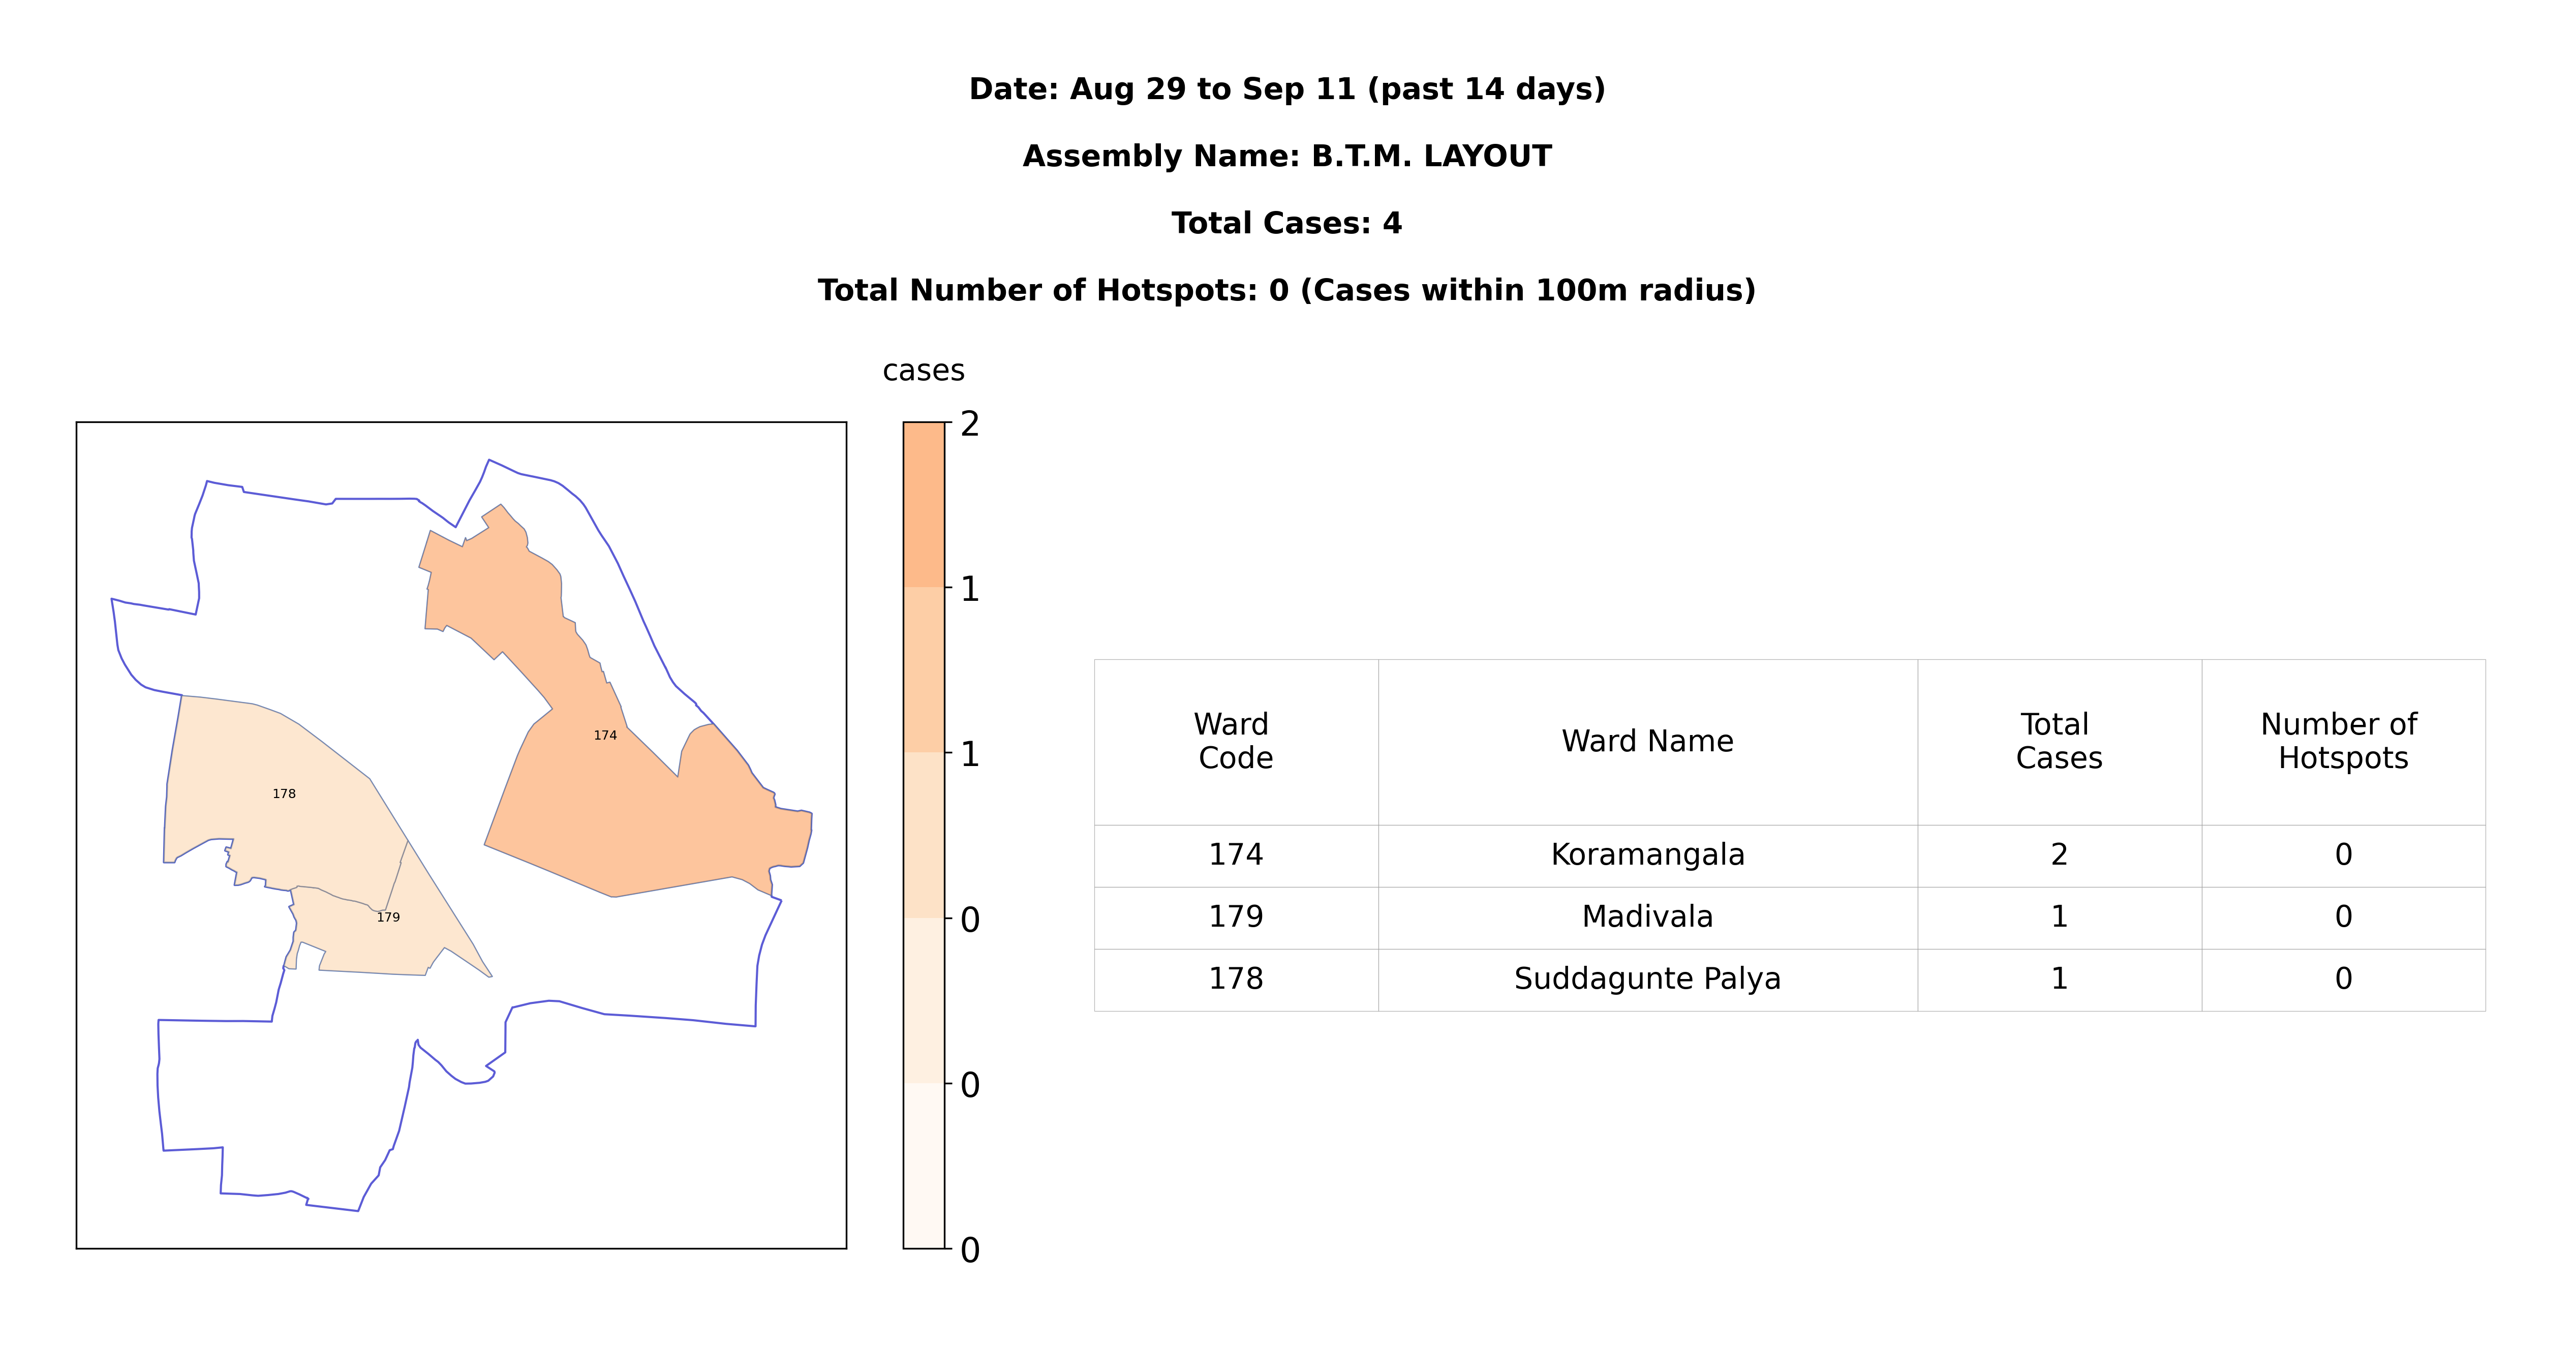 Date: Aug 29 to Sep 11 (past 14 days)
Assembly Name: B.T.M. LAYOUT
Total Cases: 4
Total Number of Hotspots: 0 (Cases within 100m radius)
cases
2
1
1
0
0
0
174
178
179
Ward Code Ward Name Total Cases Number of Hotspots
174 Koramangala 2 0
179 Madivala 1 0
178 Suddagunte Palya 1 0